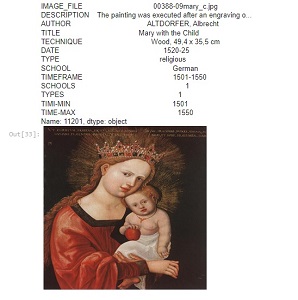 IMAGE_FILE 00388-09mary_c.jpg
DESCRIPTION The painting was executed after an engraving o...
AUTHOR ALTDORFER, Albrecht
TITLE Mary with the Child
TECHNIQUE Wood, 49,4 x 35,5 cm
DATE 1520-25
TYPE religious
SCHOOL German
TIMEFRAME 1501-1550
SCHOOLS 1
TYPES 1
TIMI-MIN 1501
TIME-MAX 1550
Name: 11201, dtype: object
Out[33]: